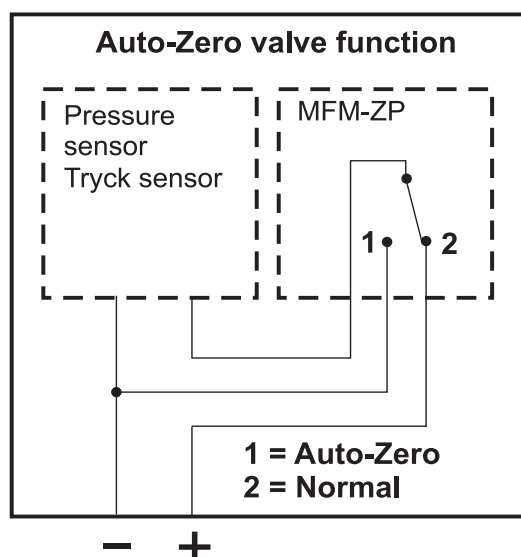 Auto-Zero valve function
Pressure
sensor
Tryck sensor
MFM-ZP
1
2
1 = Auto-Zero
2 = Normal
− +